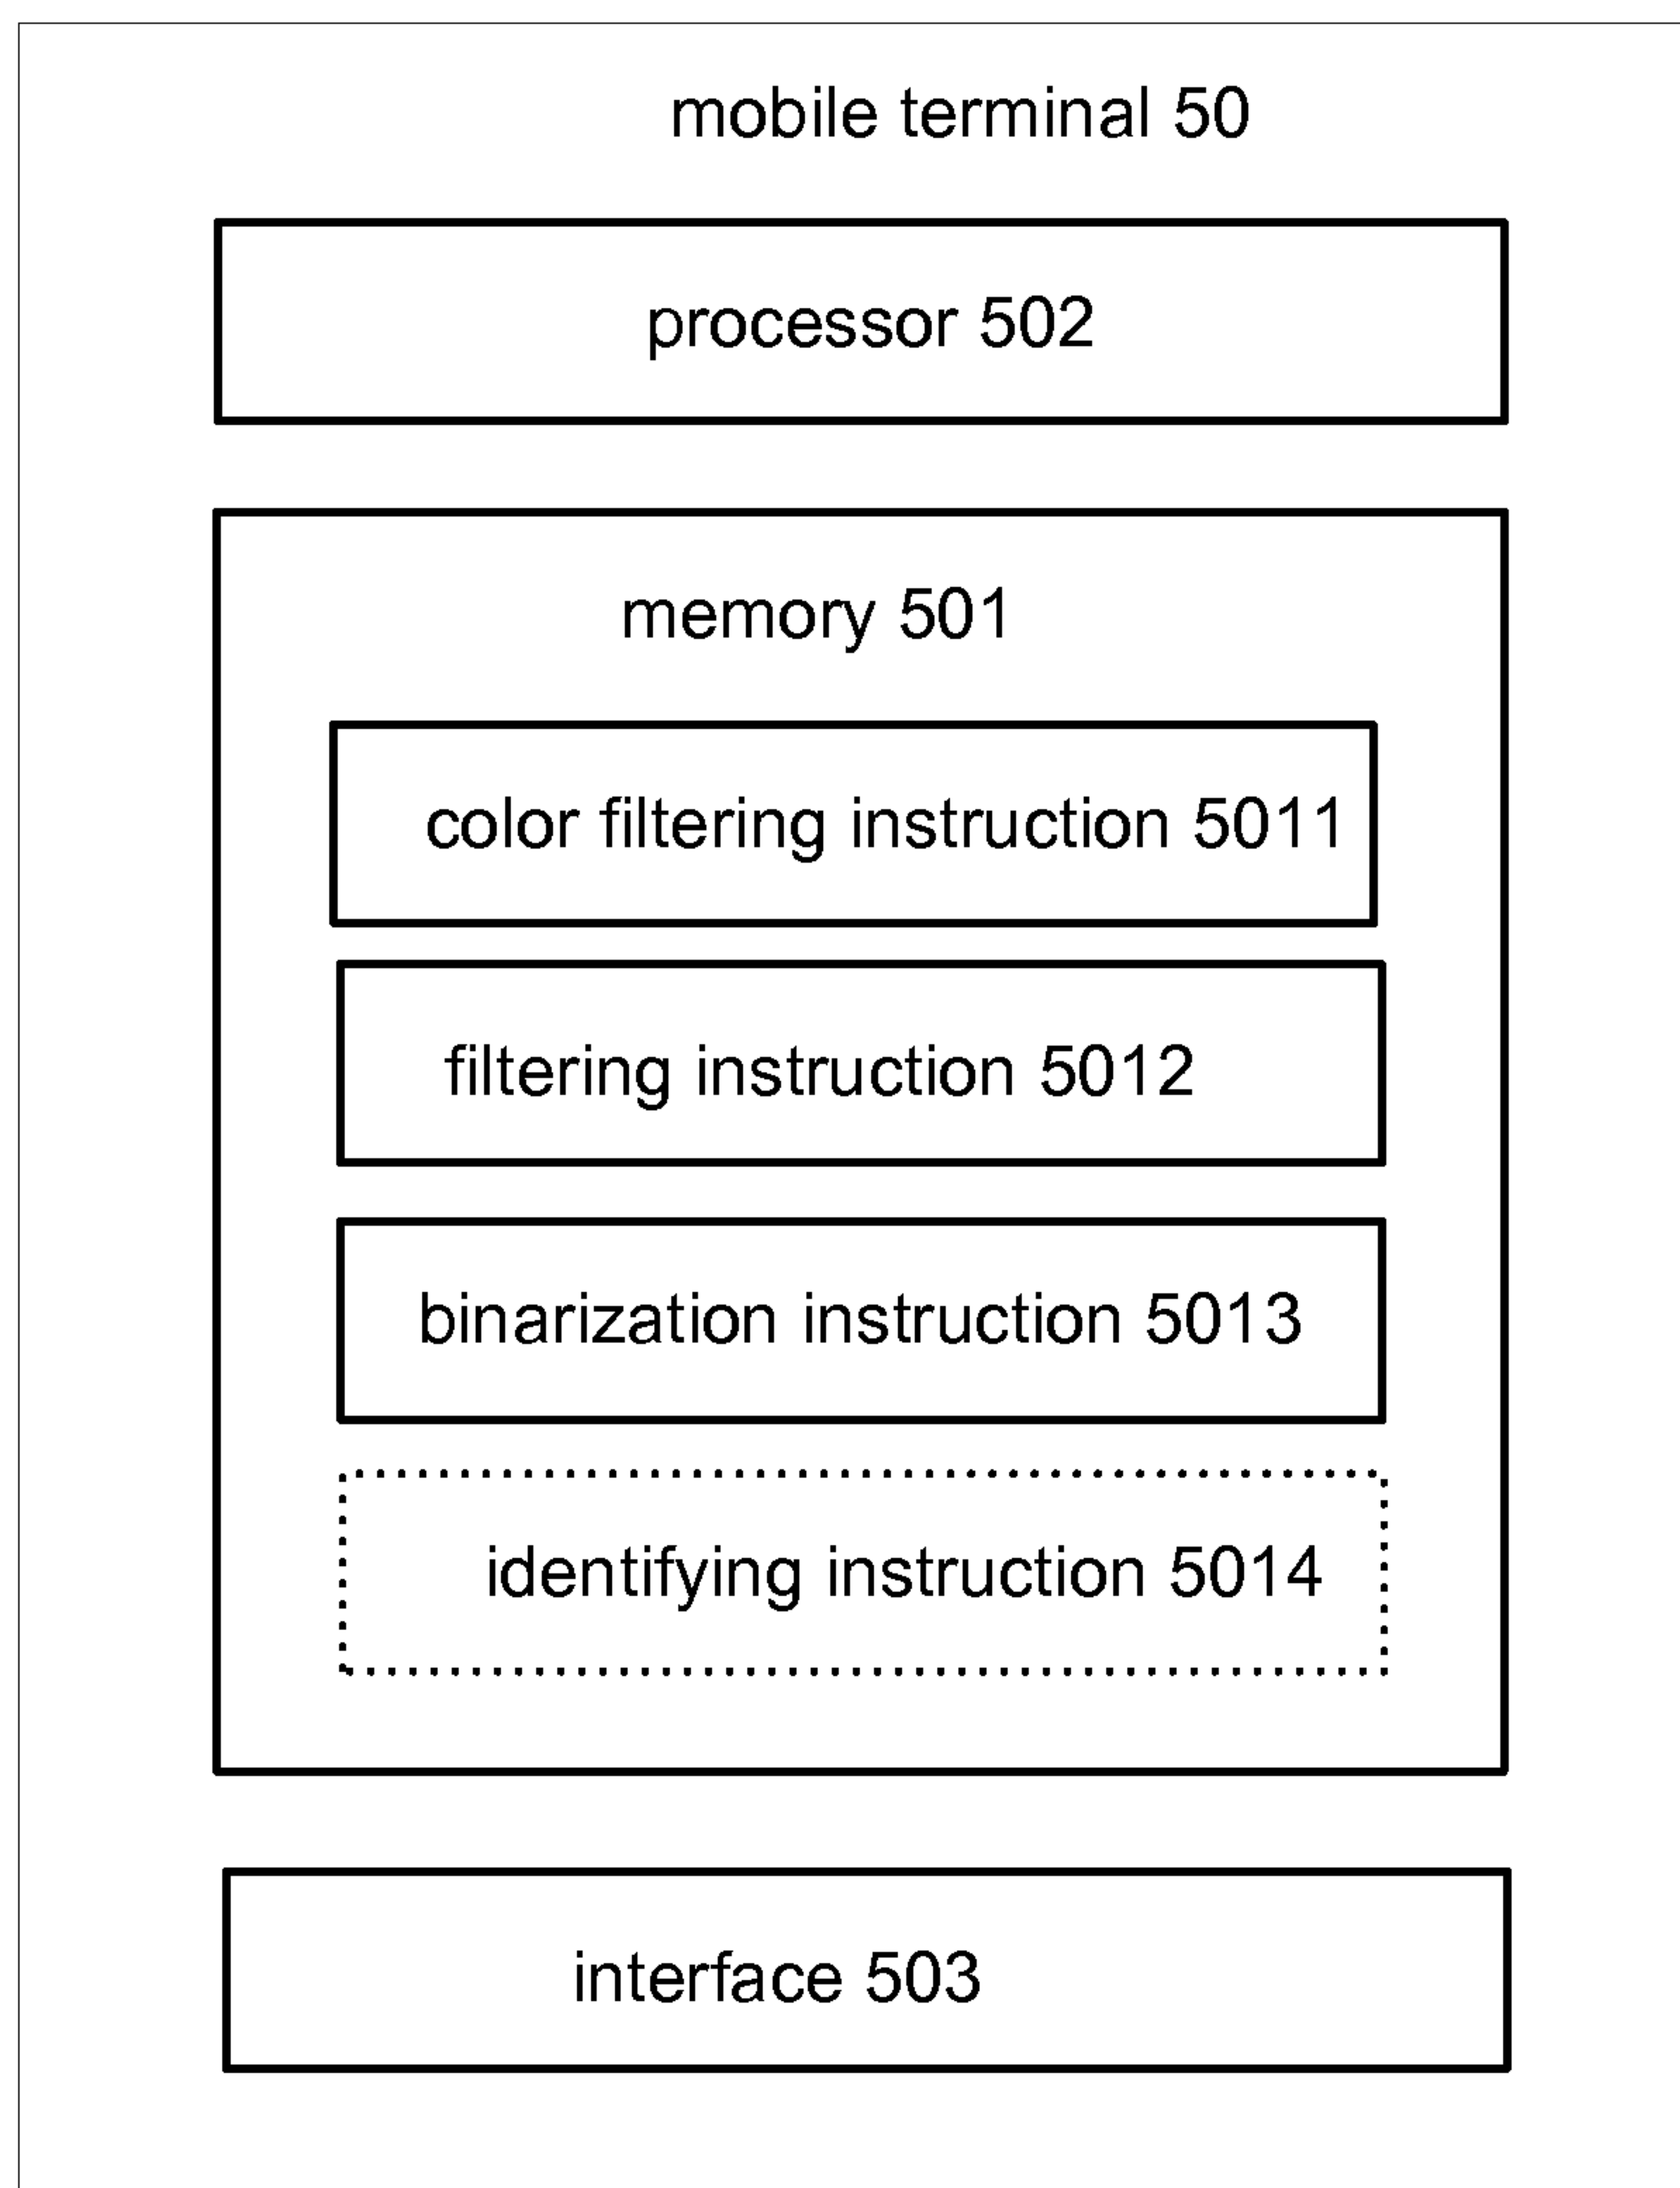 mobile terminal 50
processor 502
memory 501
color filtering instruction 5011
filtering instruction 5012
binarization instruction 5013
identifying instruction 5014
interface 503